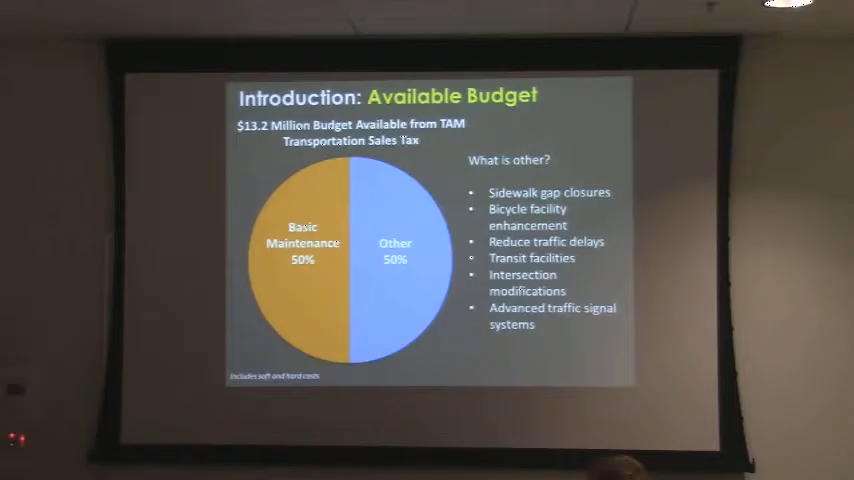 Introduction: Available Budget
$13.2 Million Budget Available from TAM
Transportation Sales Tax
Basic
Maintenance
50%
Other
50%
What is other?
• Sidewalk gap closures
• Bicycle facility
enhancement
• Reduce traffic delays
• Transit facilities
• Intersection
modifications
• Advanced traffic signal
systems
Includes soft and hard costs